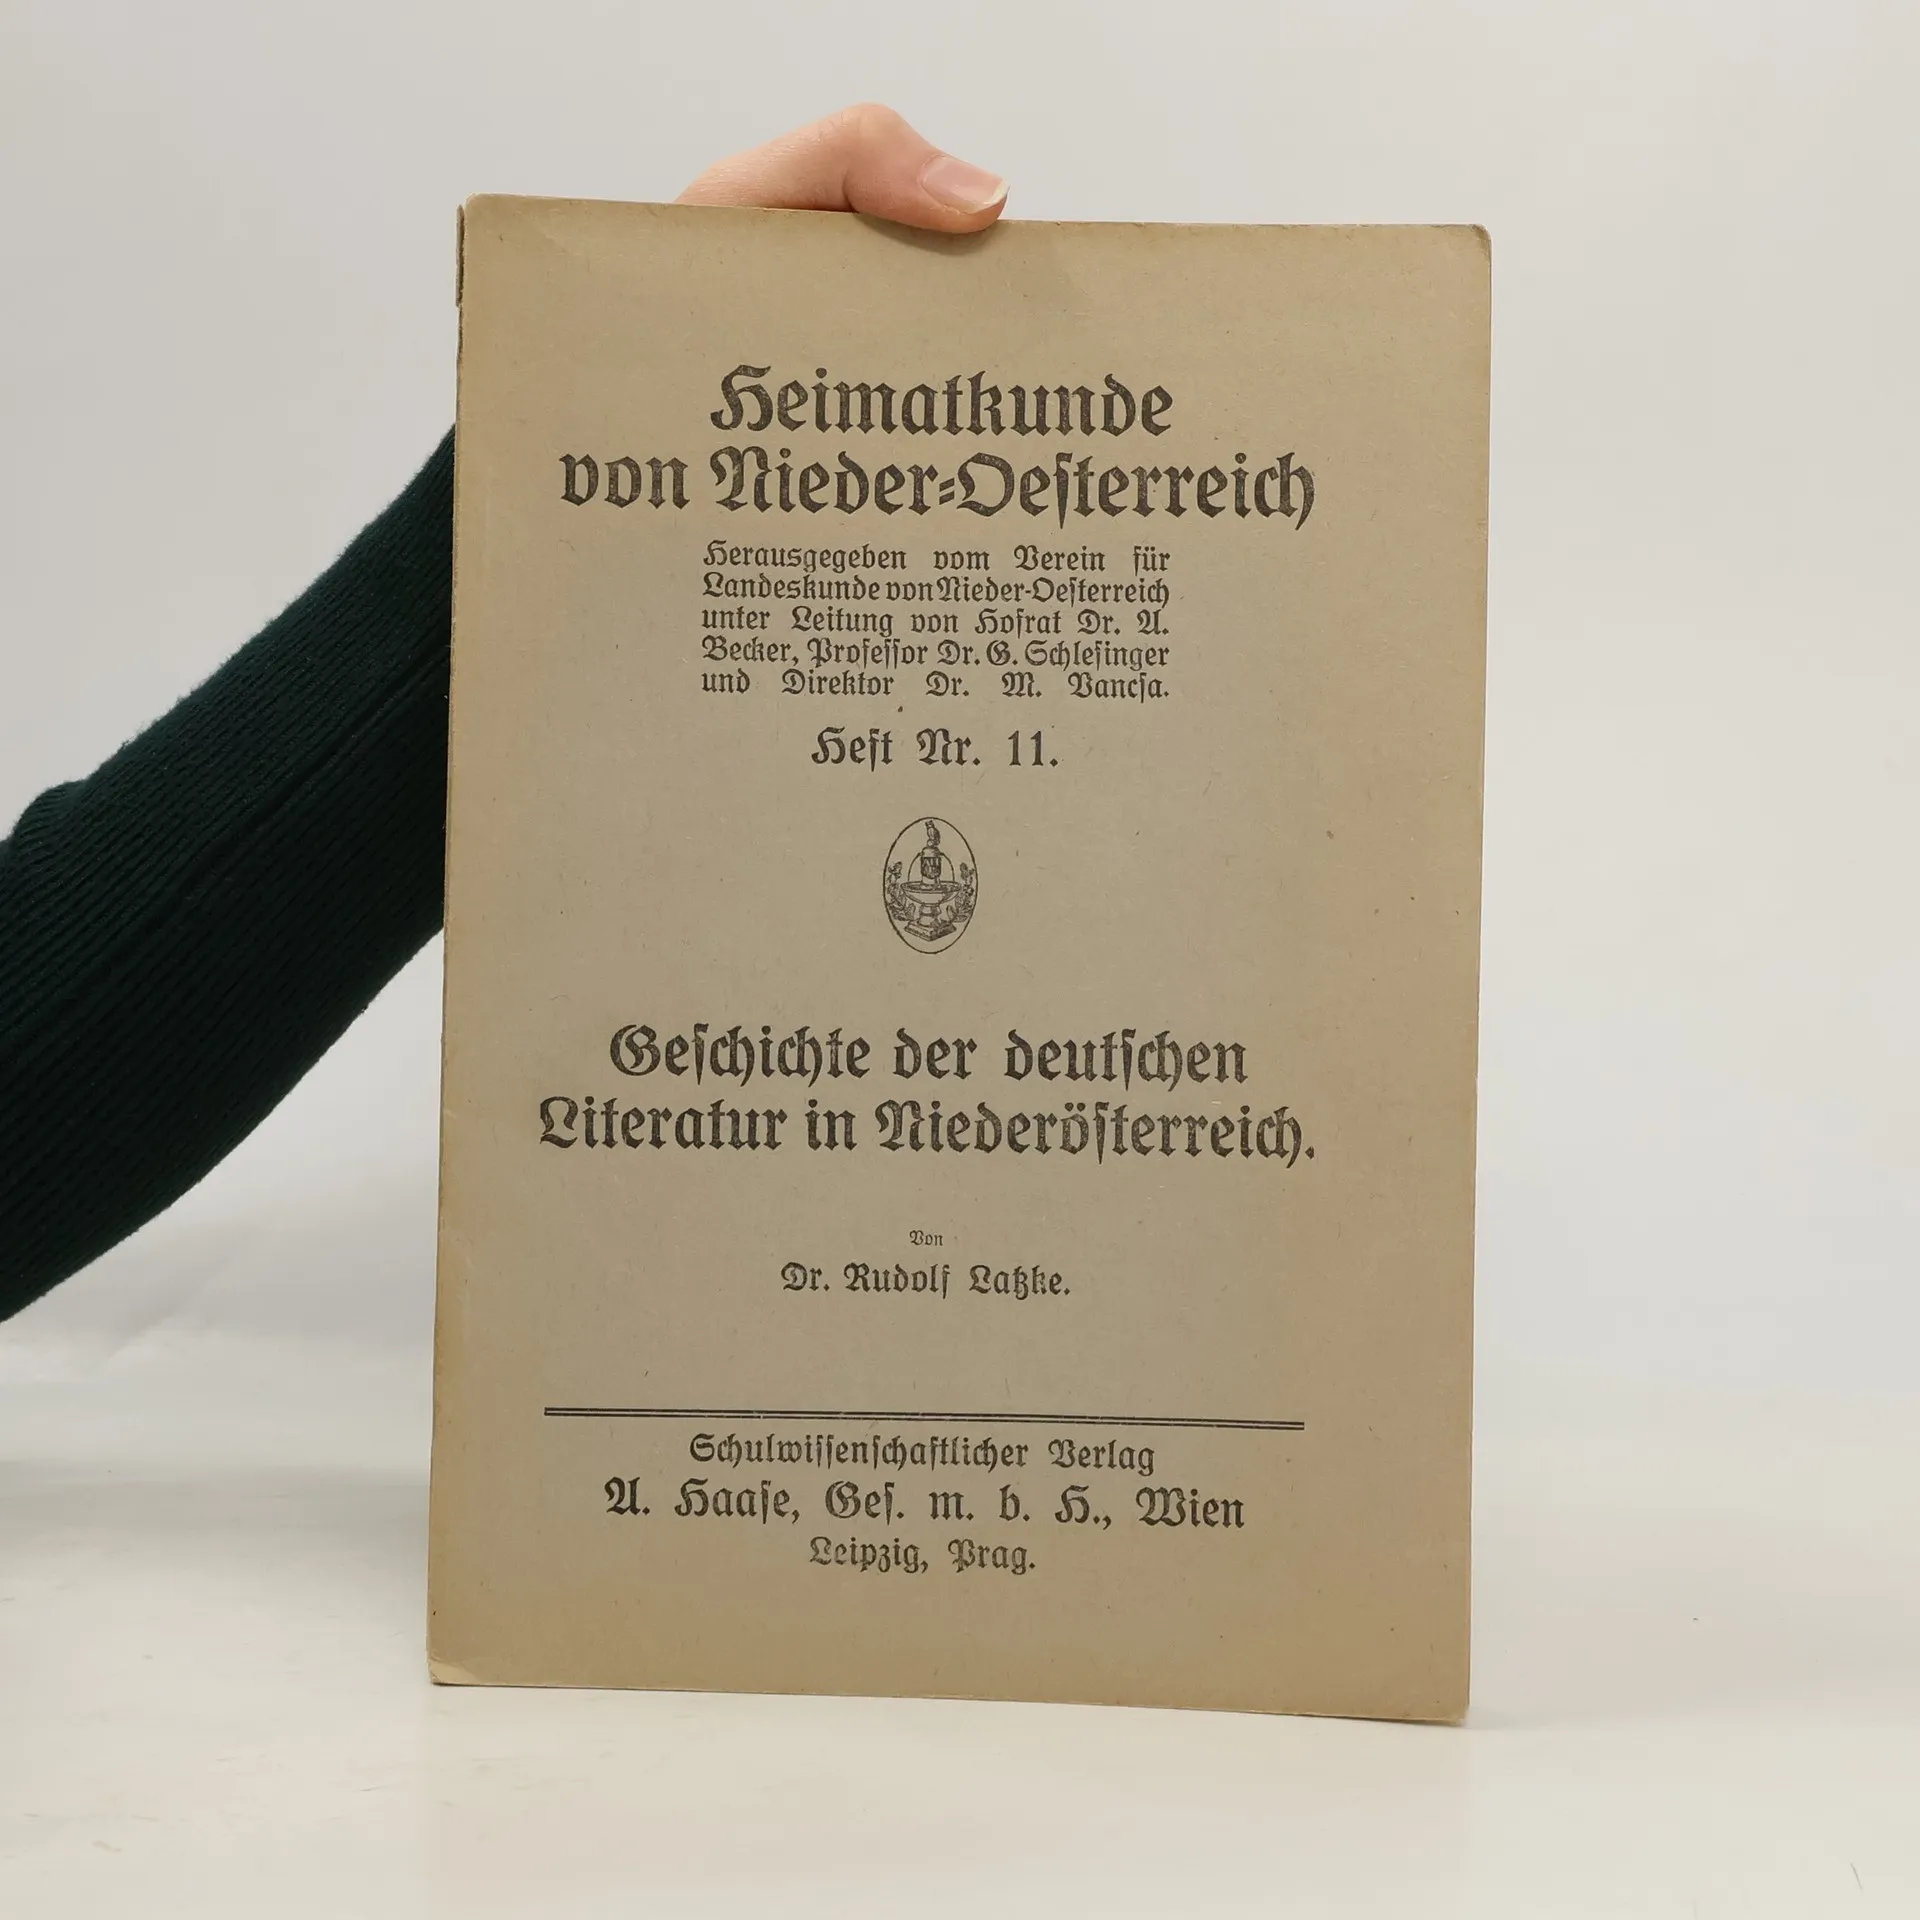 Heimatkunde
von Nieder-Oeſterreich
Herausgegeben vom Verein für
Landeskunde von Nieder-Oeſterreich
unter Leitung von Hofrat Dr. A.
Becker, Profeſſor Dr. G. Schleſinger
und Direktor Dr. M. Vancſa.
Heft Nr. 11.
Geſchichte der deutſchen
Literatur in Niederöſterreich.
Von
Dr. Rudolf Latzke.
Schulwiſſenſchaftlicher Verlag
A. Haaſe, Geſ. m. b. H., Wien
Leipzig, Prag.